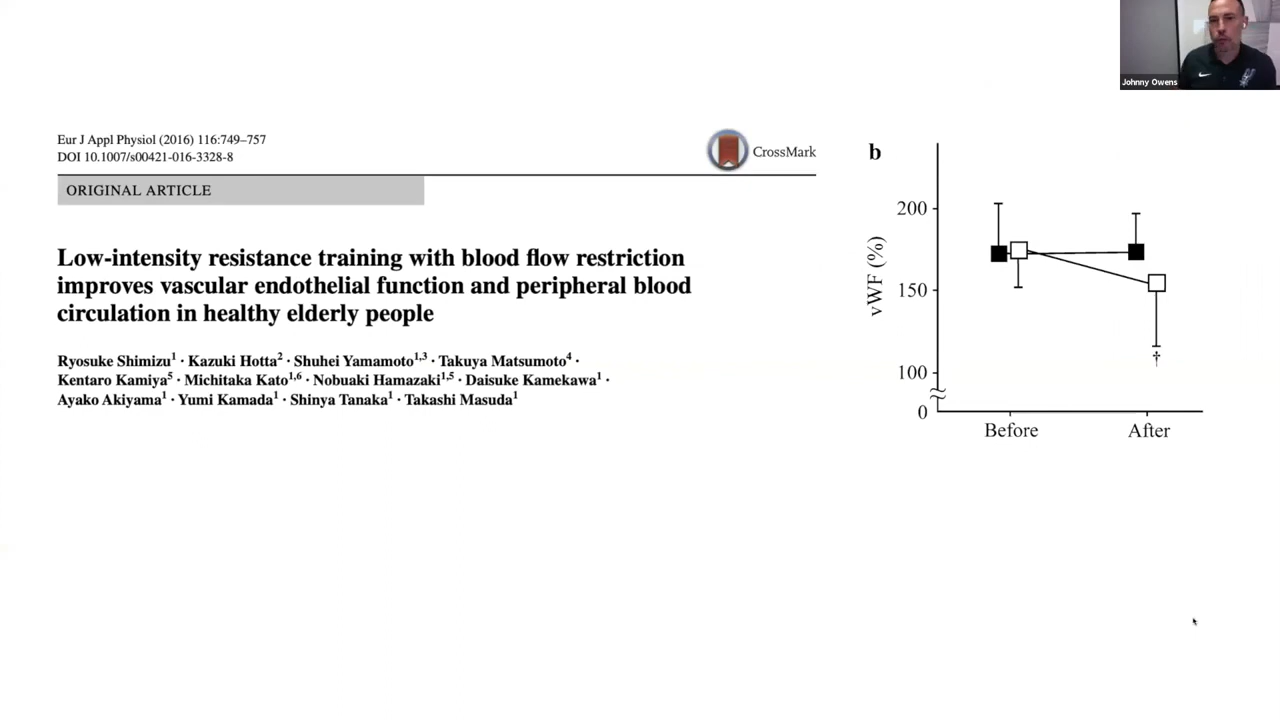 Johnny Owens
Eur J Appl Physiol (2016) 116:749–757
DOI 10.1007/s00421-016-3328-8
CrossMark
ORIGINAL ARTICLE
Low-intensity resistance training with blood flow restriction
improves vascular endothelial function and peripheral blood
circulation in healthy elderly people
Ryosuke Shimizu¹ · Kazuki Hotta² · Shuhei Yamamoto¹,³ · Takuya Matsumoto⁴ ·
Kentaro Kamiya⁵ · Michitaka Kato¹,⁶ · Nobuaki Hamazaki¹,⁵ · Daisuke Kamekawa¹ ·
Ayako Akiyama¹ · Yumi Kamada¹ · Shinya Tanaka¹ · Takashi Masuda¹
b
vWF (%)
200
150
100
0
†
Before After